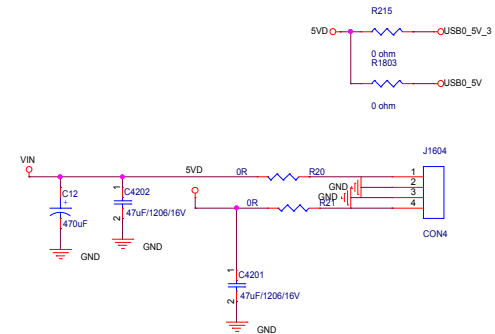 R215
5VD
USB0_5V_3
0 ohm
R1803
USB0_5V
0 ohm
J1604
VIN
5VD
0R
R20
1
C12
1
C4202
GND
2
+
GND
3
2
47uF/1206/16V
0R
R21
4
470uF
CON4
GND
GND
1
C4201
2
47uF/1206/16V
GND